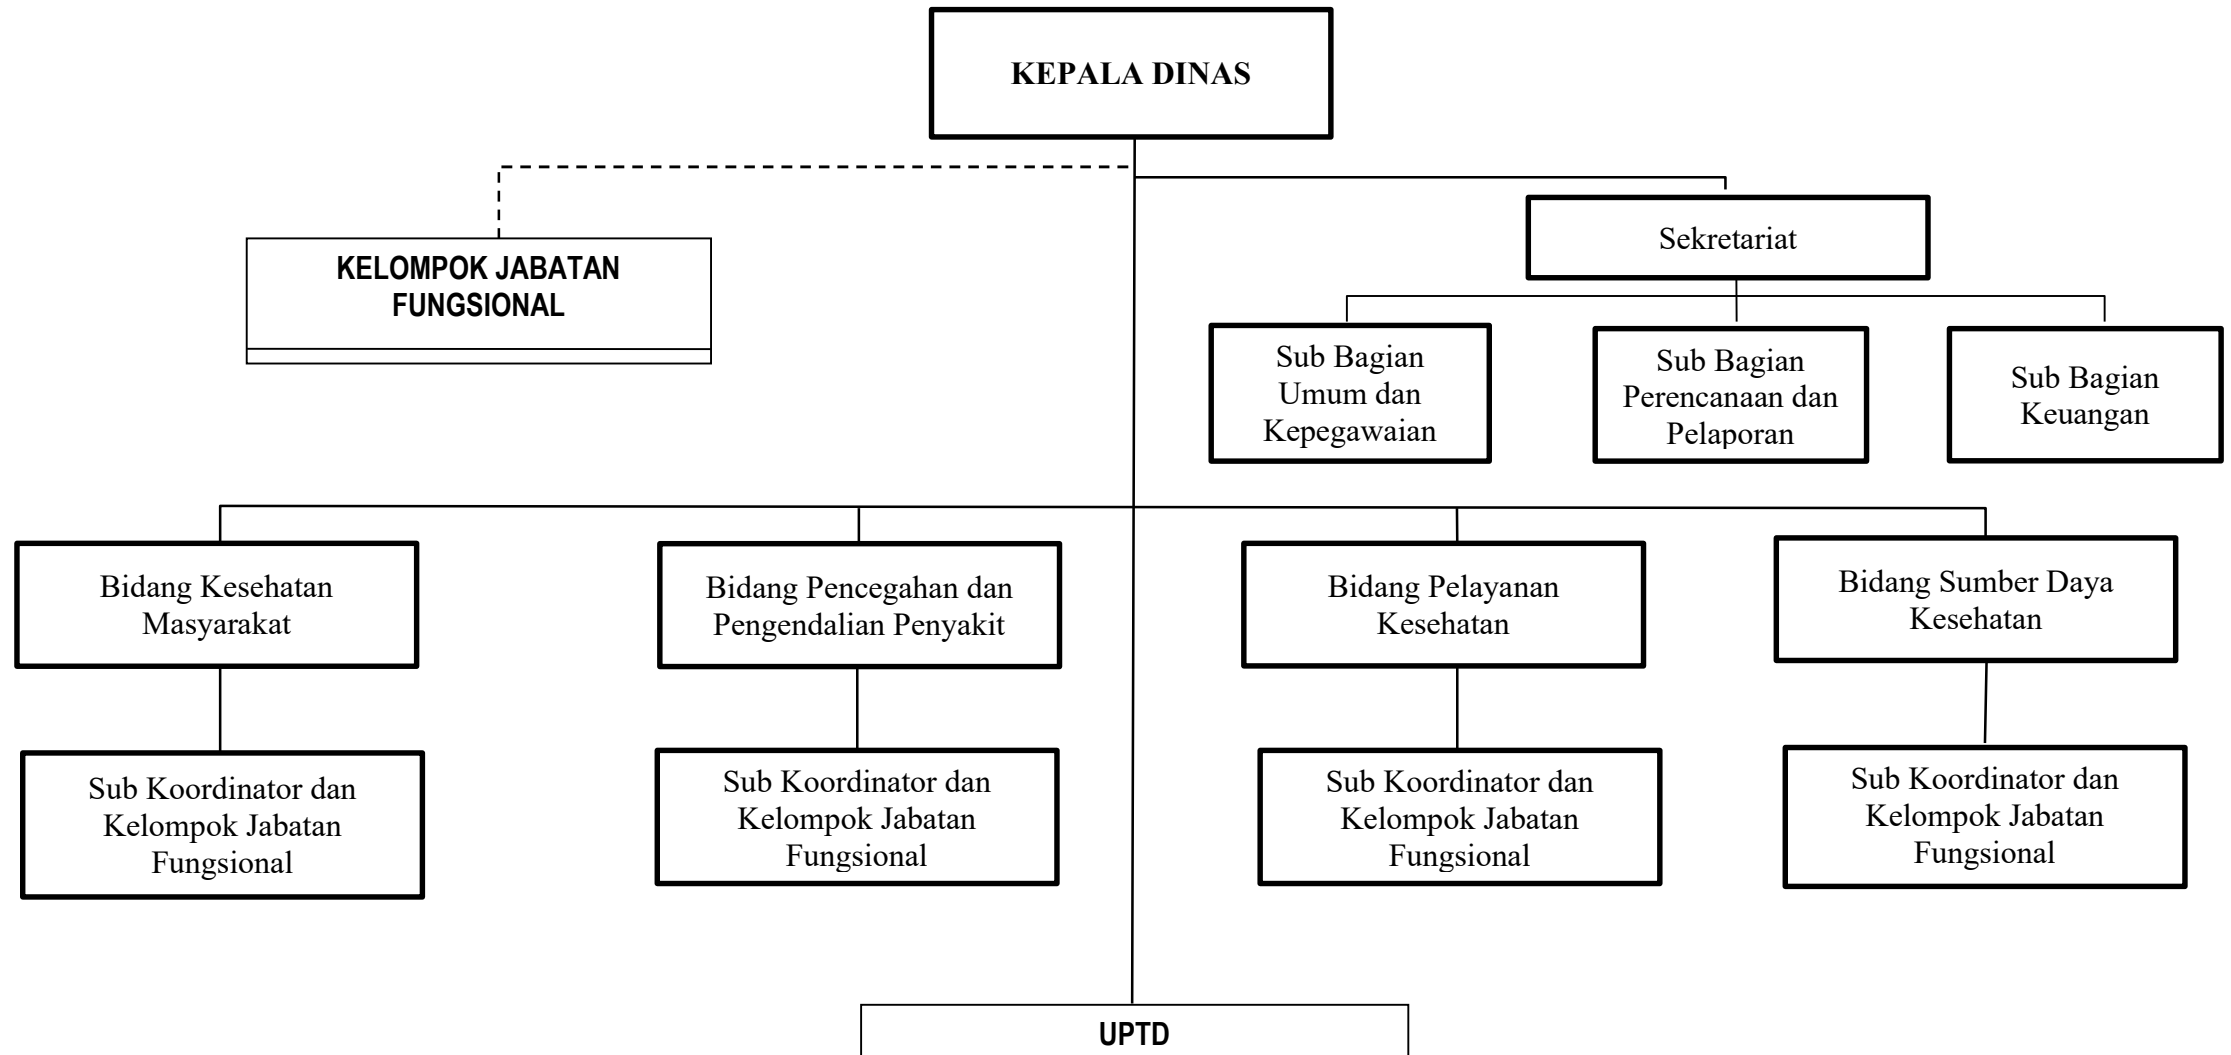 KEPALA DINAS
KELOMPOK JABATAN
FUNGSIONAL
Sekretariat
Sub Bagian
Umum dan
Kepegawaian
Sub Bagian
Perencanaan dan
Pelaporan
Sub Bagian
Keuangan
Bidang Kesehatan
Masyarakat
Bidang Pencegahan dan
Pengendalian Penyakit
Bidang Pelayanan
Kesehatan
Bidang Sumber Daya
Kesehatan
Sub Koordinator dan
Kelompok Jabatan
Fungsional
Sub Koordinator dan
Kelompok Jabatan
Fungsional
Sub Koordinator dan
Kelompok Jabatan
Fungsional
Sub Koordinator dan
Kelompok Jabatan
Fungsional
UPTD